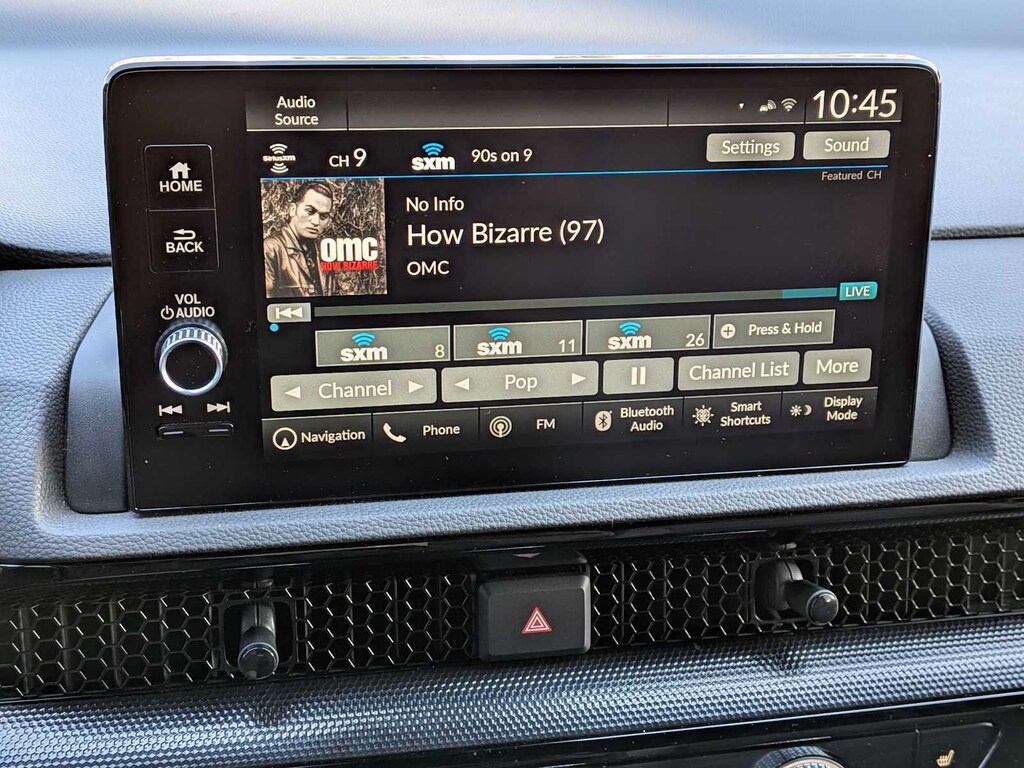 Audio
Source
10:45
SiriusXM
CH 9
sxm
90s on 9
Settings
Sound
Featured CH
HOME
BACK
VOL
AUDIO
No Info
How Bizarre (97)
OMC
omc
HOW BIZARRE
LIVE
sxm 8
sxm 11
sxm 26
Press & Hold
Channel
Pop
Channel List
More
Navigation
Phone
FM
Bluetooth
Audio
Smart
Shortcuts
Display
Mode